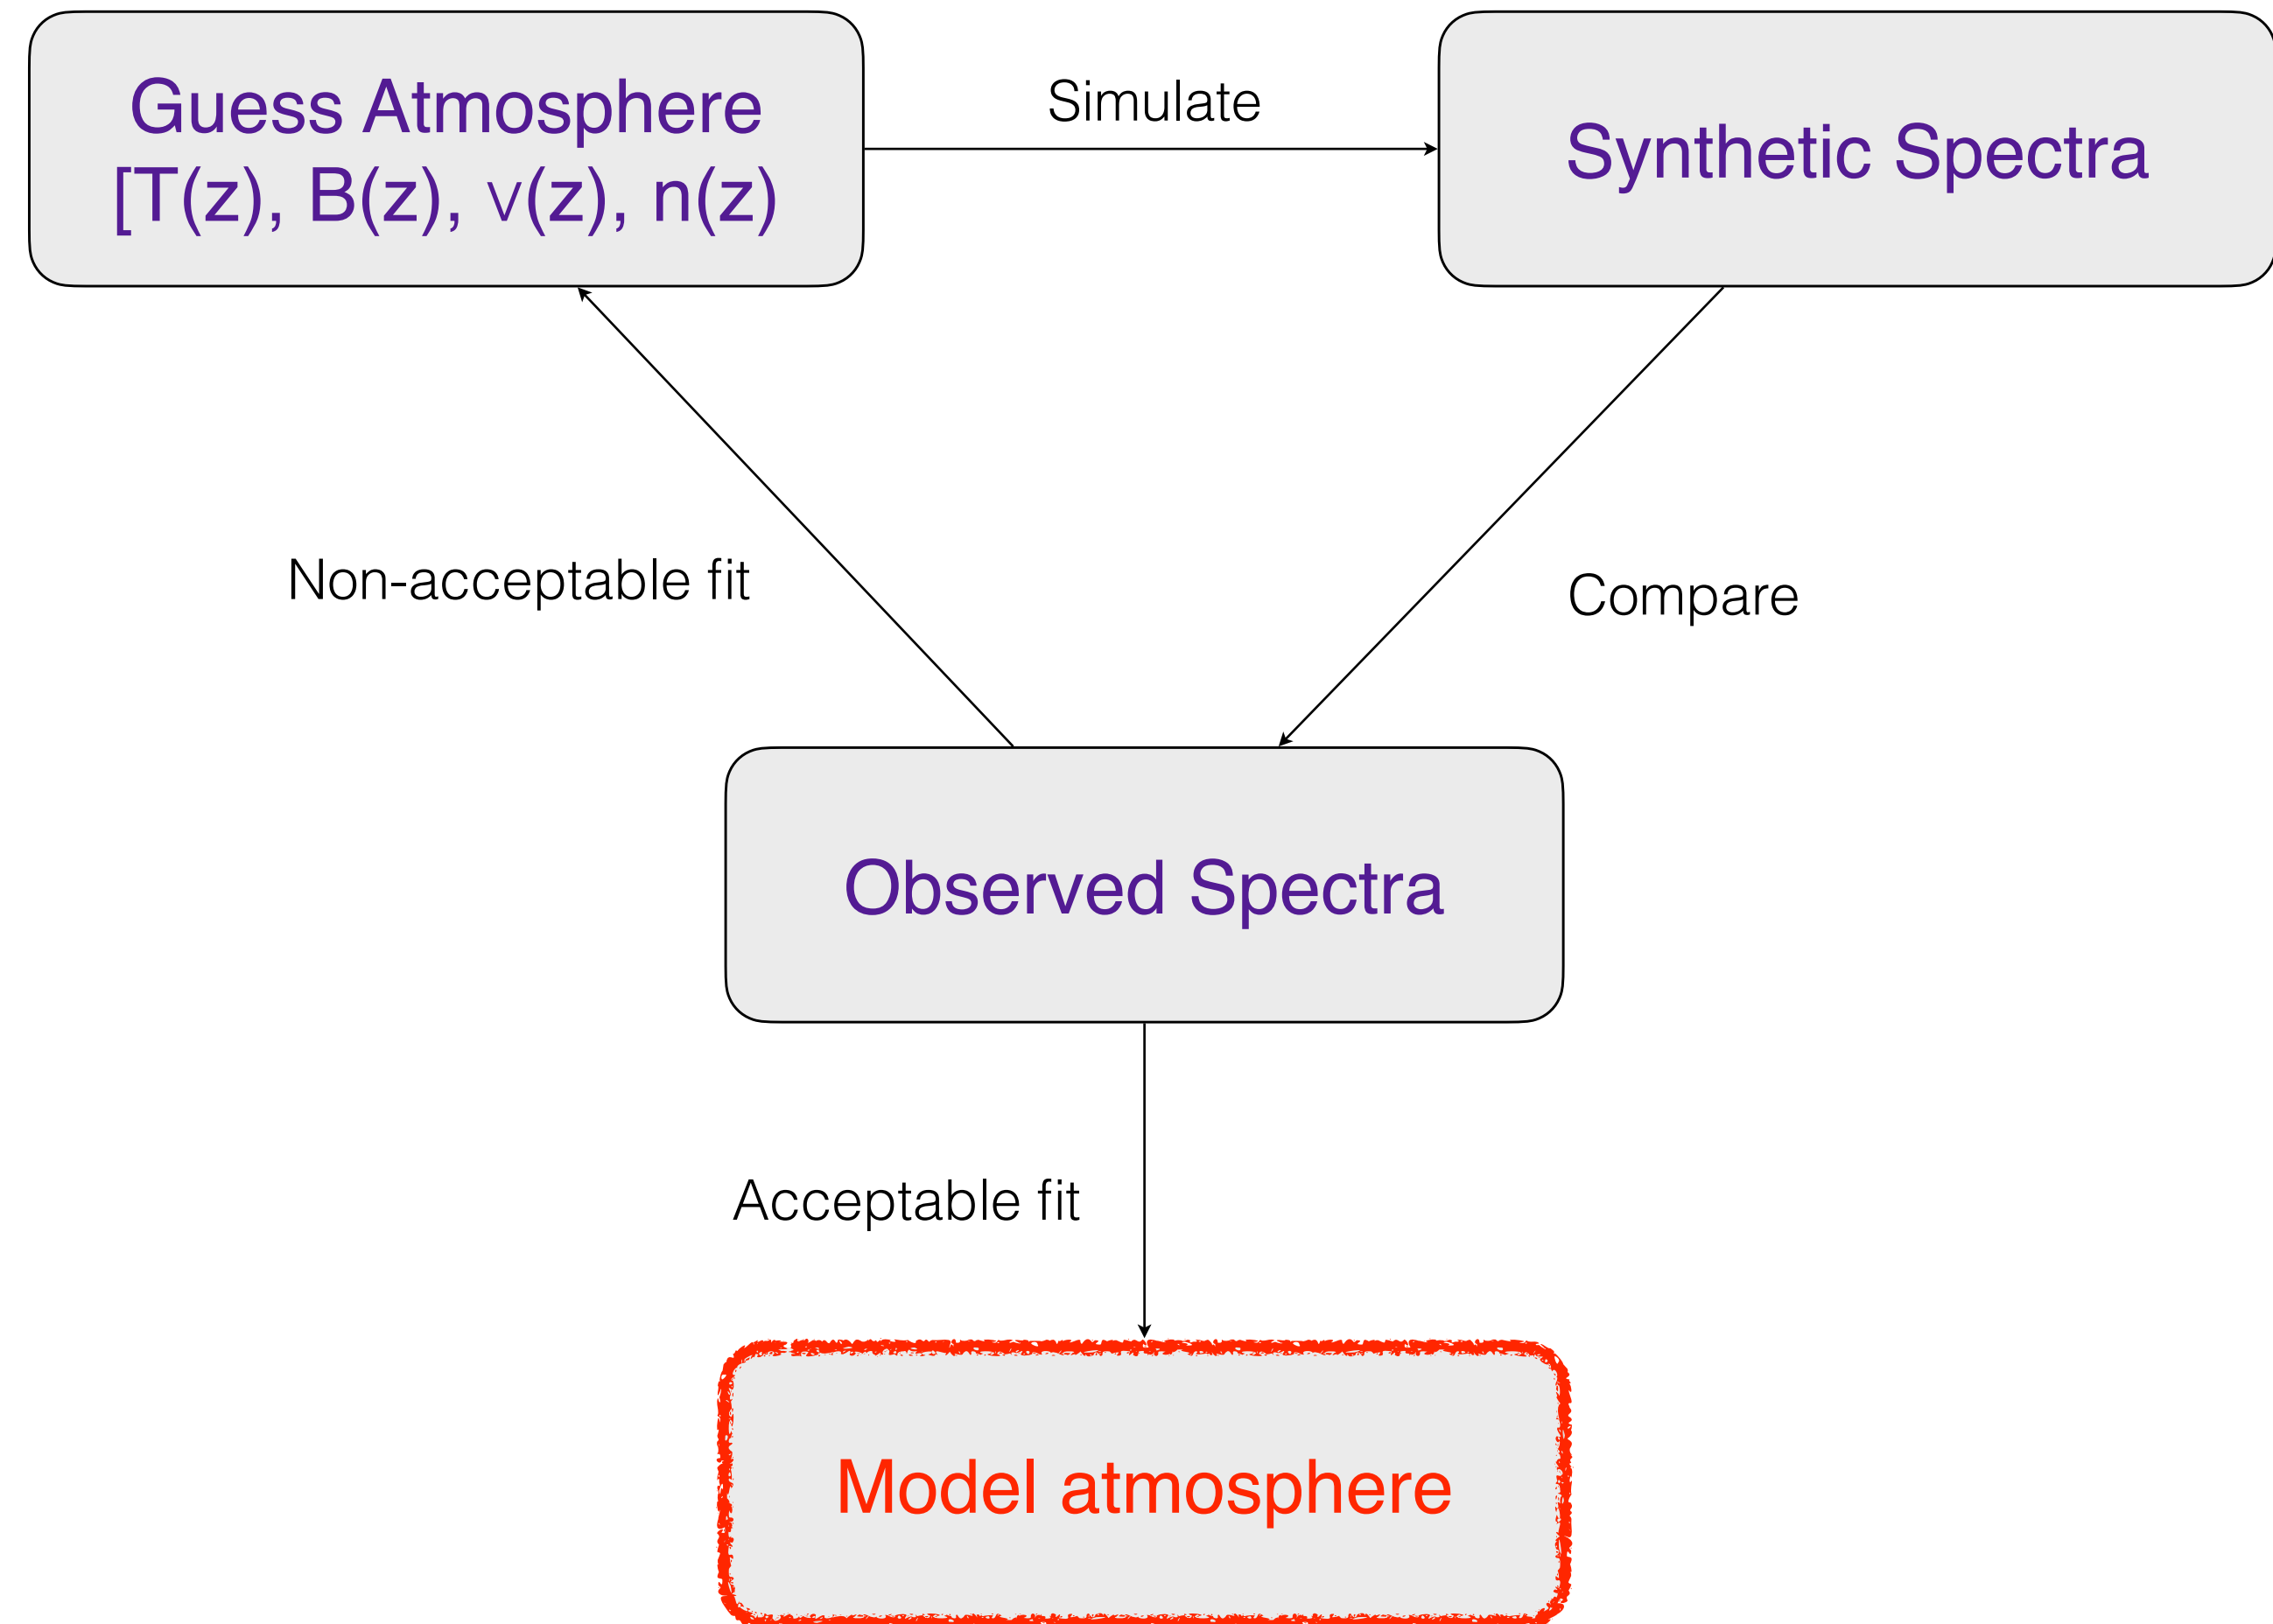 Guess Atmosphere
[T(z), B(z), v(z), n(z)
Simulate
Synthetic Spectra
Non-acceptable fit
Compare
Observed Spectra
Acceptable fit
Model atmosphere